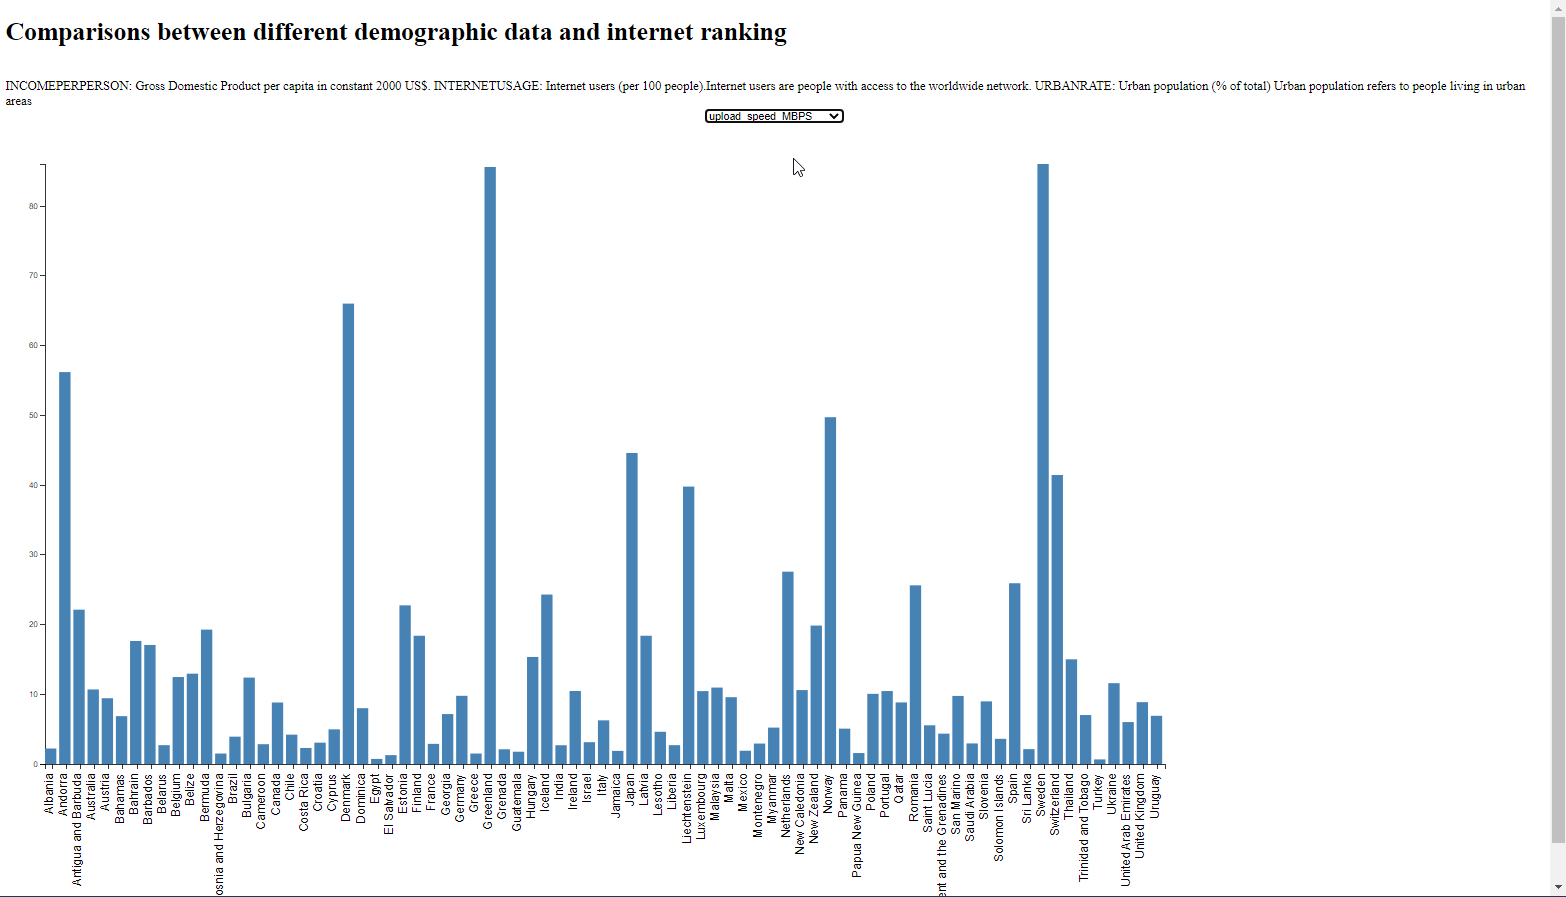 Comparisons between different demographic data and internet ranking
INCOMEPERPERSON: Gross Domestic Product per capita in constant 2000 US$. INTERNETUSAGE: Internet users (per 100 people).Internet users are people with access to the worldwide network. URBANRATE: Urban population (% of total) Urban population refers to people living in urban
areas
upload_speed_MBPS
80
70
60
50
40
30
20
10
0
Albania
Andorra
Antigua and Barbuda
Australia
Austria
Bahamas
Bahrain
Barbados
Belarus
Belgium
Belize
Bermuda
osnia and Herzegowina
Brazil
Bulgaria
Cameroon
Canada
Chile
Costa Rica
Croatia
Cyprus
Denmark
Dominica
Egypt
El Salvador
Estonia
Finland
France
Georgia
Germany
Greece
Greenland
Grenada
Guatemala
Hungary
Iceland
India
Ireland
Israel
Italy
Jamaica
Japan
Latvia
Lesotho
Liberia
Liechtenstein
Luxembourg
Malaysia
Malta
Mexico
Montenegro
Myanmar
Netherlands
New Caledonia
New Zealand
Norway
Panama
Papua New Guinea
Poland
Portugal
Qatar
Romania
Saint Lucia
ent and the Grenadines
San Marino
Saudi Arabia
Slovenia
Solomon Islands
Spain
Sri Lanka
Sweden
Switzerland
Thailand
Trinidad and Tobago
Turkey
Ukraine
United Arab Emirates
United Kingdom
Uruguay